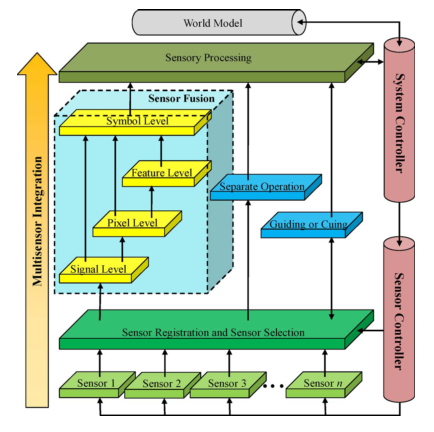 World Model
Sensory Processing
System Controller
Sensor Fusion
Symbol Level
Feature Level
Separate Operation
Pixel Level
Guiding or Cuing
Signal Level
Multisensor Integration
Sensor Controller
Sensor Registration and Sensor Selection
Sensor 1
Sensor 2
Sensor 3
Sensor n